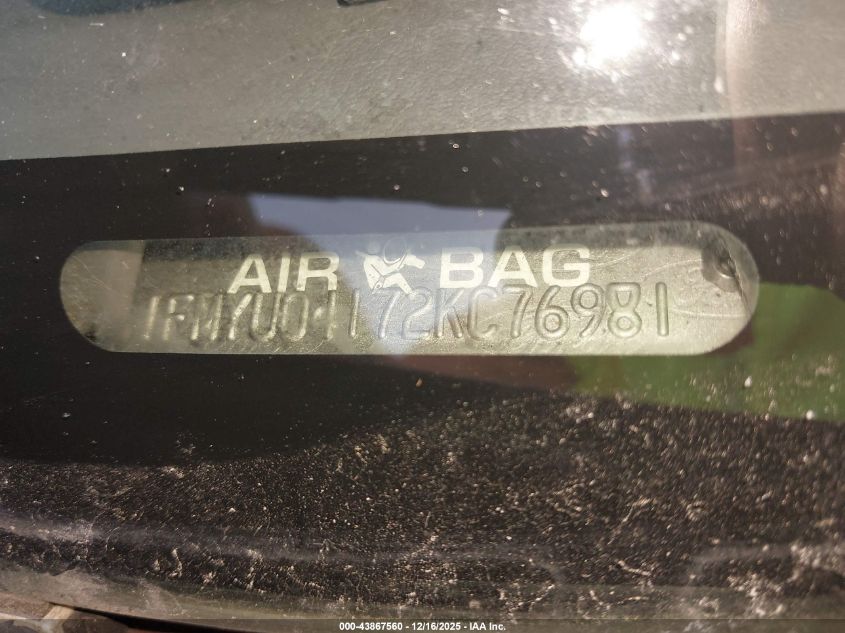 AIR BAG
1FMYU04172KC76981
000-43867560 - 12/16/2025 - IAA Inc.